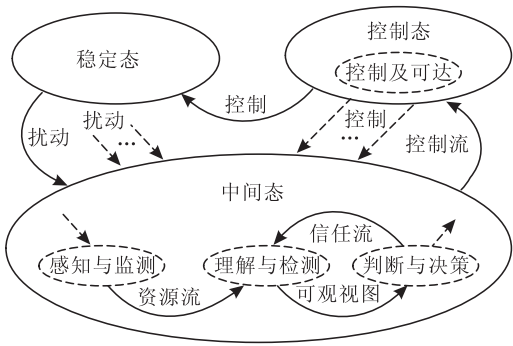 控制态
稳定态
控制及可达
控制
扰动
控制
扰动
控制流
...
...
中间态
信任流
感知与监测
理解与检测
判断与决策
资源流
可观视图